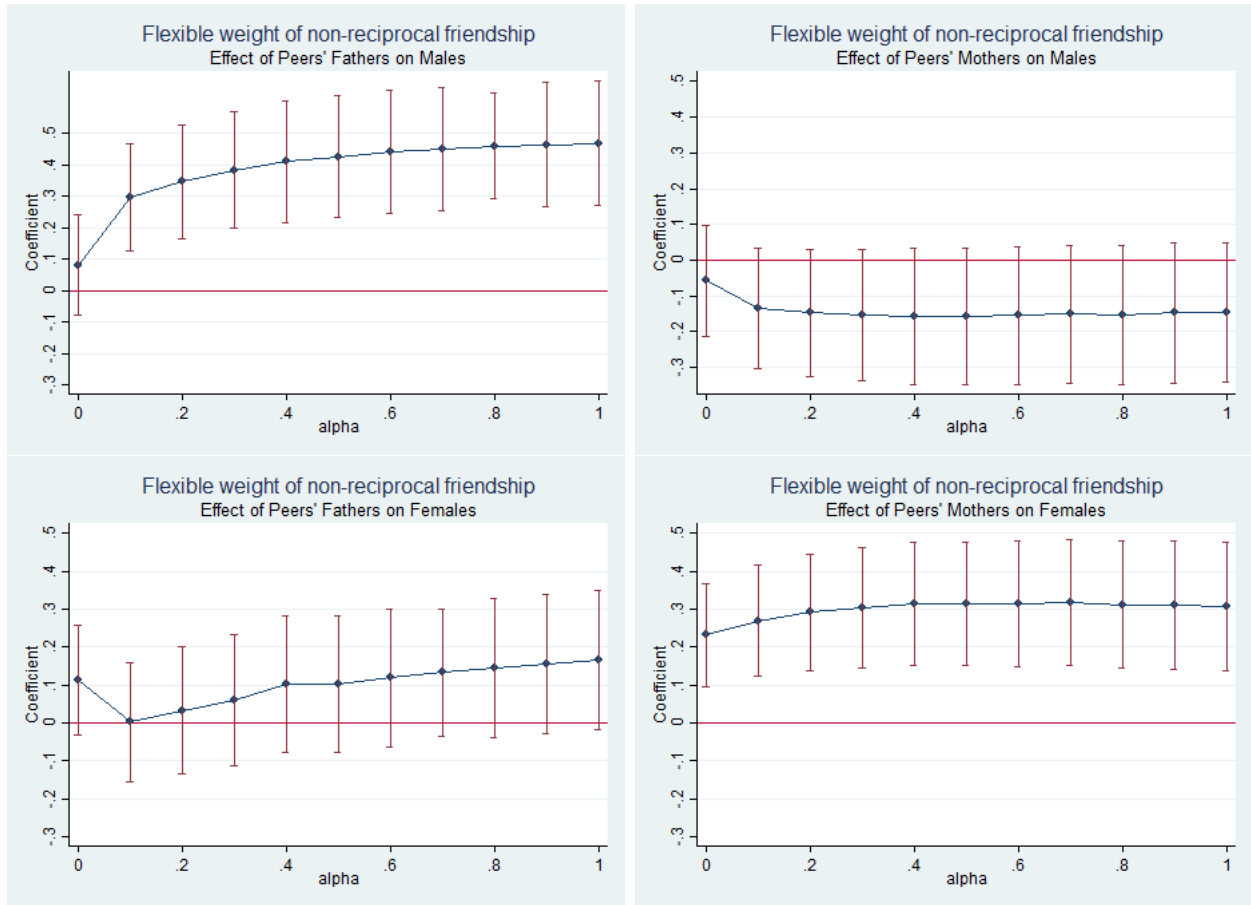 Flexible weight of non-reciprocal friendship
Effect of Peers' Fathers on Males
Coefficient
.5
.4
.3
.2
.1
0
-.1
-.2
-.3
0 .2 .4 .6 .8 1
alpha
Flexible weight of non-reciprocal friendship
Effect of Peers' Mothers on Males
Coefficient
.5
.4
.3
.2
.1
0
-.1
-.2
-.3
0 .2 .4 .6 .8 1
alpha
Flexible weight of non-reciprocal friendship
Effect of Peers' Fathers on Females
Coefficient
.5
.4
.3
.2
.1
0
-.1
-.2
-.3
0 .2 .4 .6 .8 1
alpha
Flexible weight of non-reciprocal friendship
Effect of Peers' Mothers on Females
Coefficient
.5
.4
.3
.2
.1
0
-.1
-.2
-.3
0 .2 .4 .6 .8 1
alpha